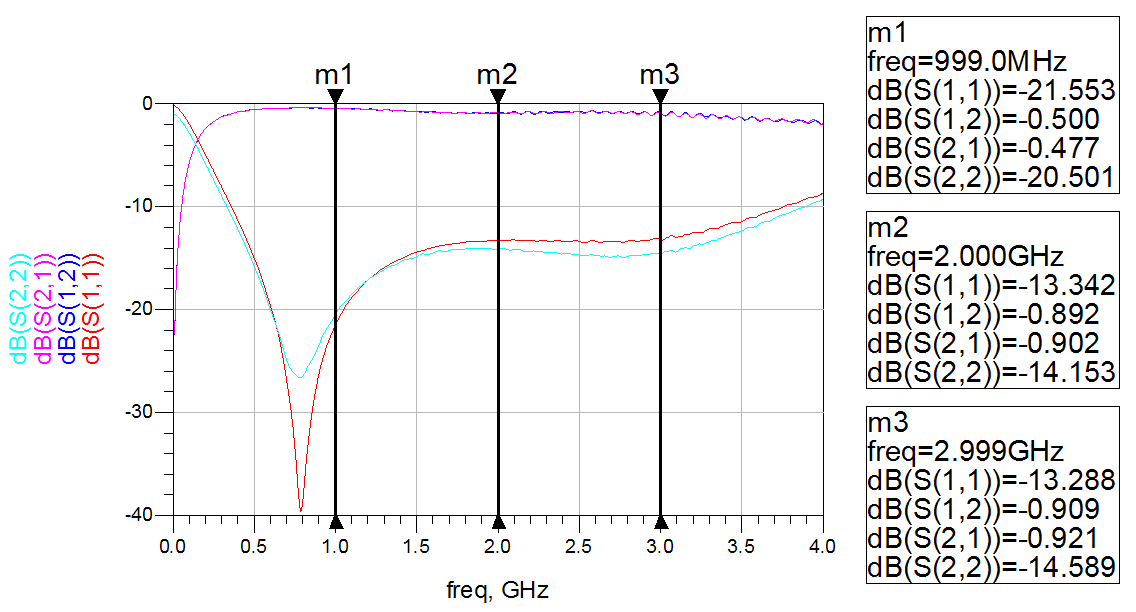 m1
freq=999.0MHz
dB(S(1,1))=-21.553
dB(S(1,2))=-0.500
dB(S(2,1))=-0.477
dB(S(2,2))=-20.501
m2
freq=2.000GHz
dB(S(1,1))=-13.342
dB(S(1,2))=-0.892
dB(S(2,1))=-0.902
dB(S(2,2))=-14.153
m3
freq=2.999GHz
dB(S(1,1))=-13.288
dB(S(1,2))=-0.909
dB(S(2,1))=-0.921
dB(S(2,2))=-14.589
m1 m2 m3
0
-10
-20
-30
-40
0.0 0.5 1.0 1.5 2.0 2.5 3.0 3.5 4.0
freq, GHz
dB(S(2,2))
dB(S(2,1))
dB(S(1,2))
dB(S(1,1))